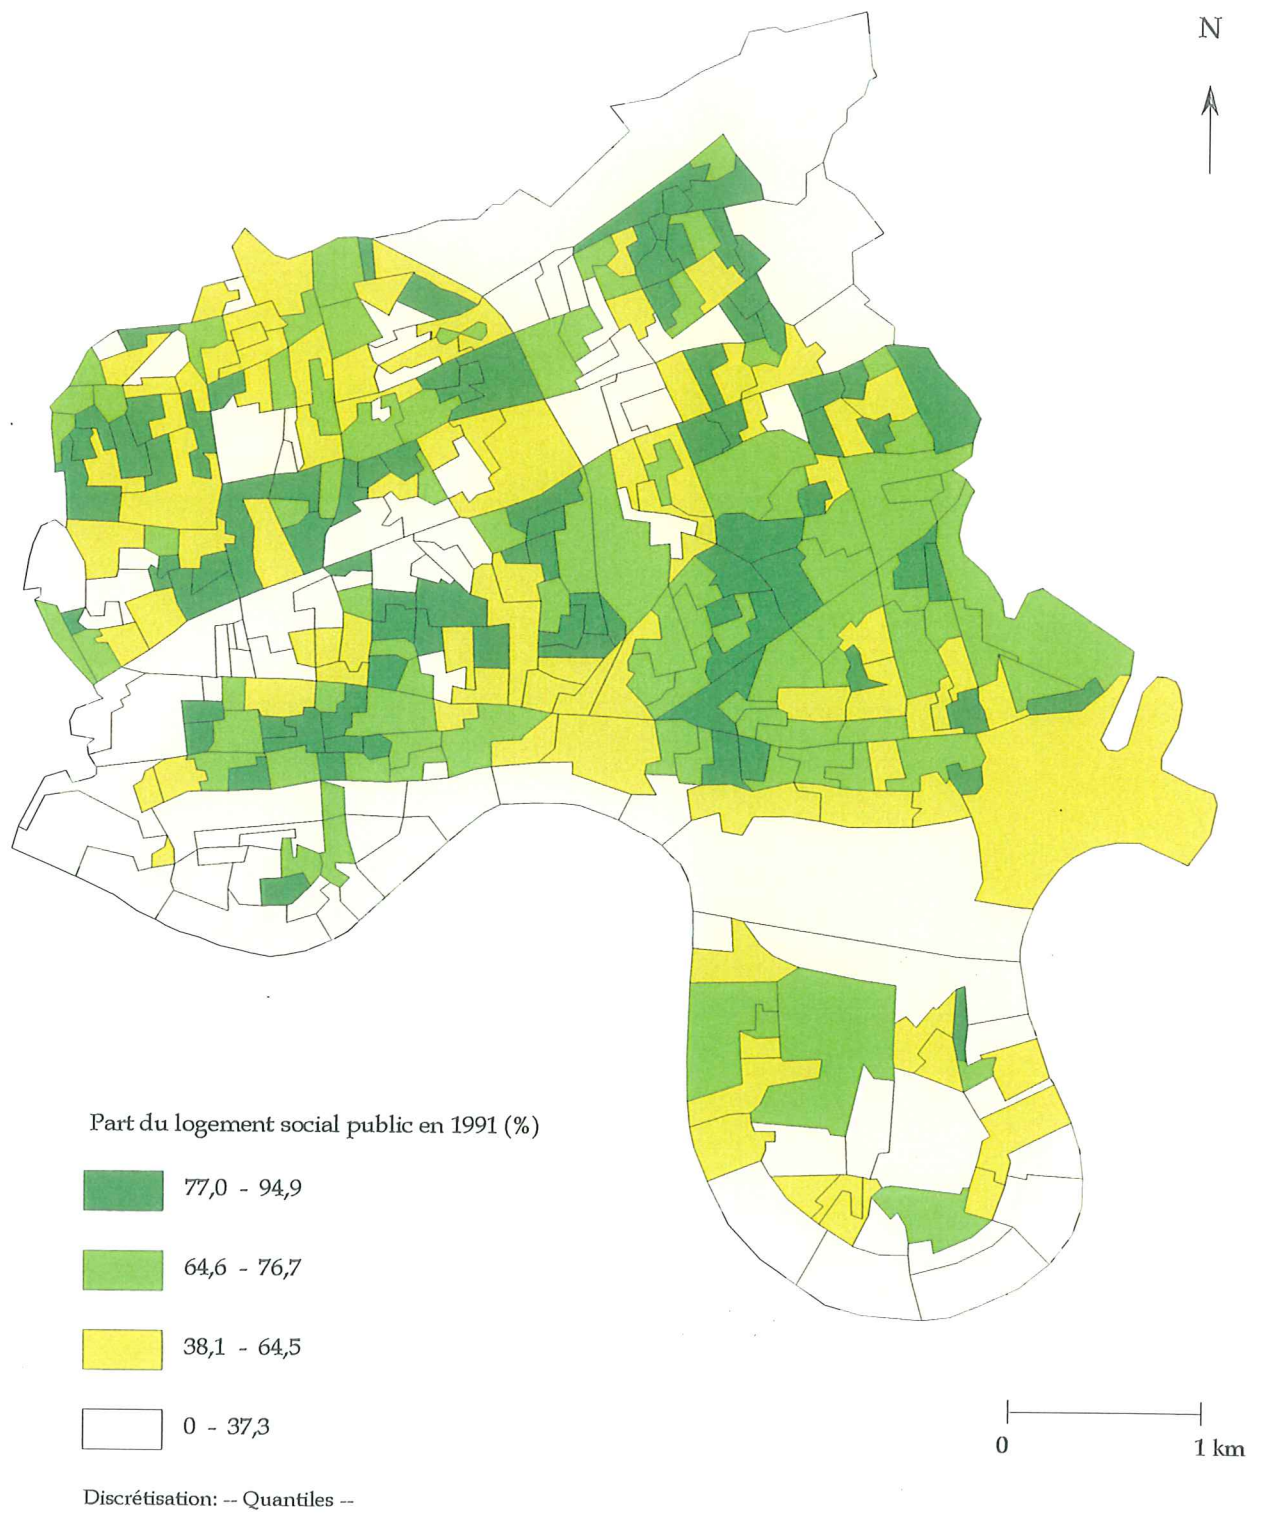 N
Part du logement social public en 1991 (%)
77,0 - 94,9
64,6 - 76,7
38,1 - 64,5
0 - 37,3
0 1 km
Discrétisation: -- Quantiles --